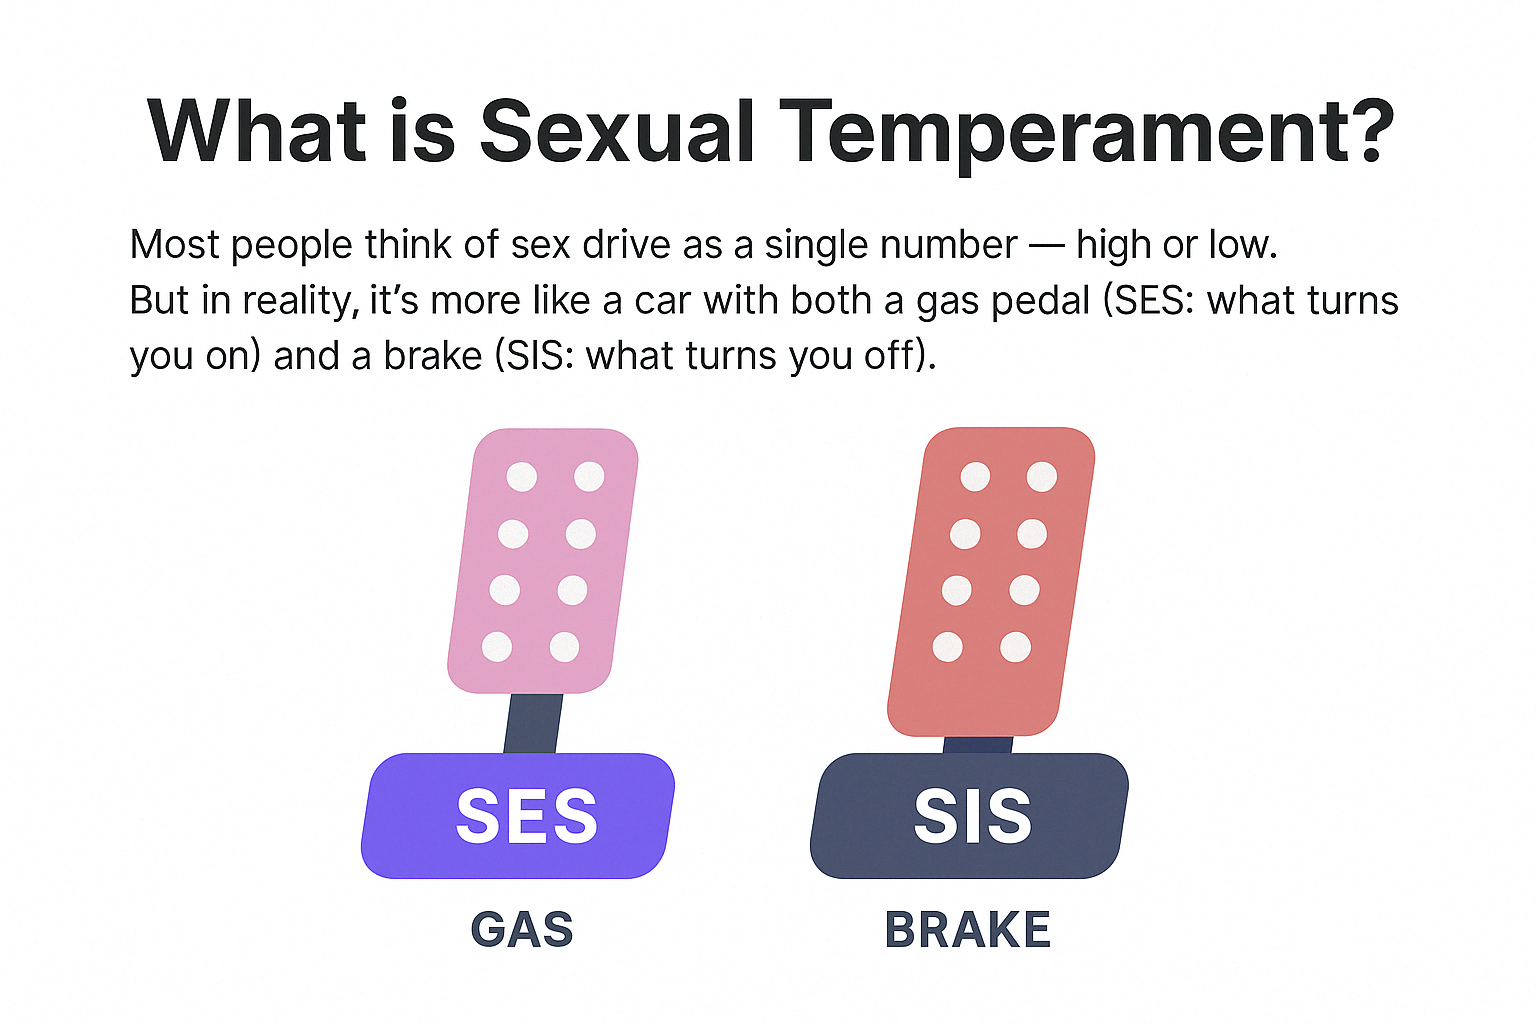 What is Sexual Temperament?
Most people think of sex drive as a single number — high or low.
But in reality, it’s more like a car with both a gas pedal (SES: what turns
you on) and a brake (SIS: what turns you off).
SES
SIS
GAS
BRAKE